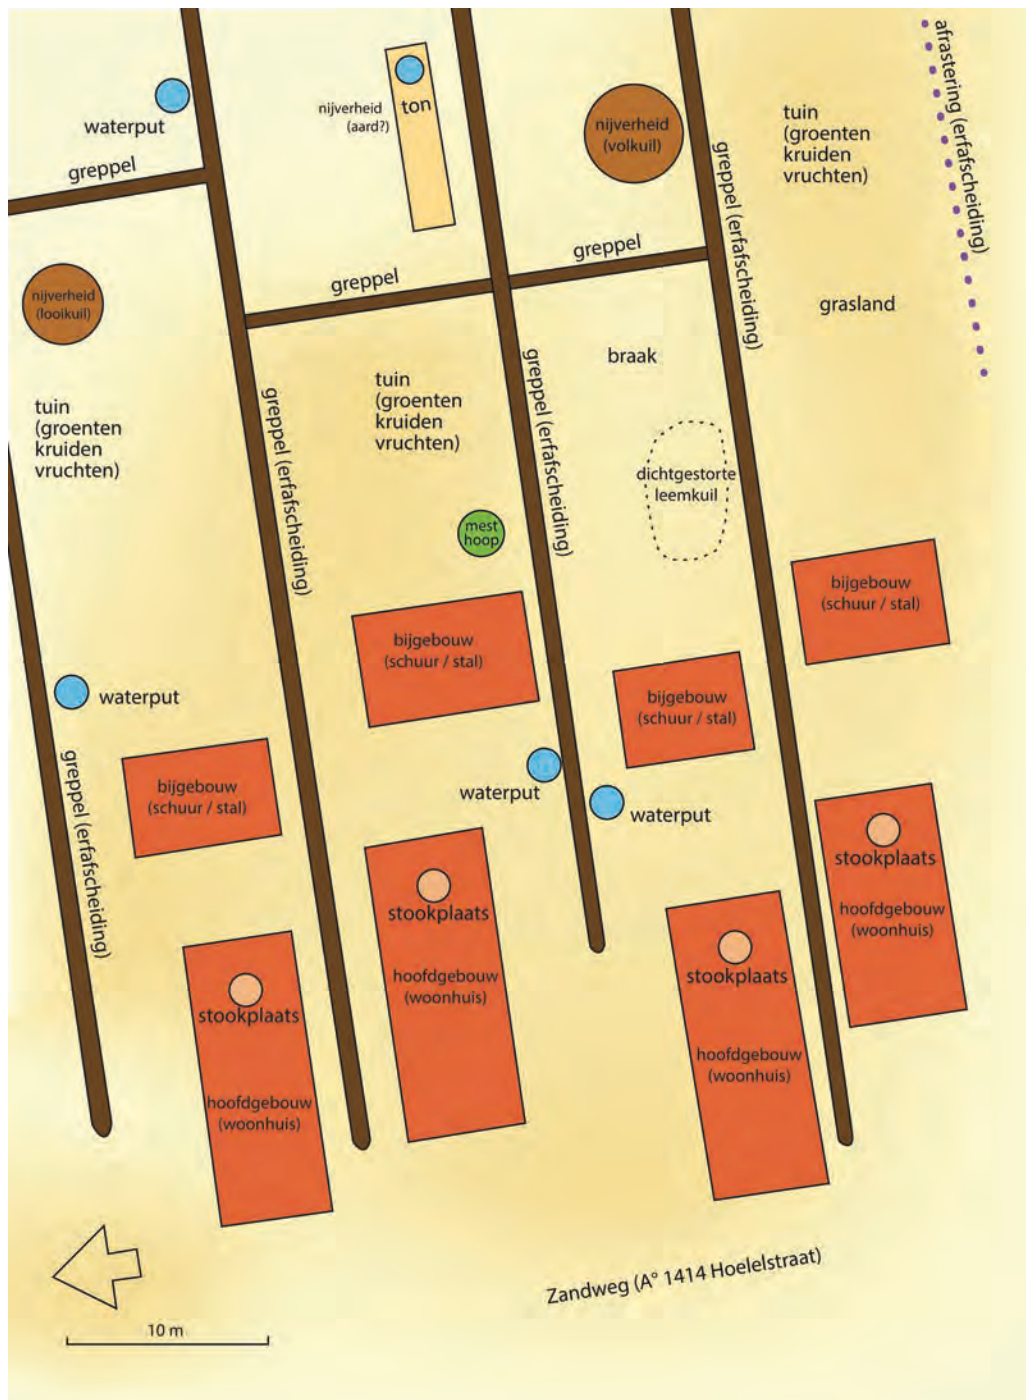 waterput
greppel
nijverheid
(aard?)
ton
nijverheid
(volkuil)
tuin
(groenten
kruiden
vruchten)
afrastering (erfafscheiding)
greppel (erfafscheiding)
greppel
greppel
nijverheid
(looikuil)
grasland
braak
tuin
(groenten
kruiden
vruchten)
tuin
(groenten
kruiden
vruchten)
greppel (erfafscheiding)
greppel (erfafscheiding)
dichtgestorte
leemkuil
mest
hoop
bijgebouw
(schuur / stal)
bijgebouw
(schuur / stal)
bijgebouw
(schuur / stal)
waterput
greppel (erfafscheiding)
bijgebouw
(schuur / stal)
waterput
waterput
stookplaats
hoofdgebouw
(woonhuis)
stookplaats
hoofdgebouw
(woonhuis)
stookplaats
hoofdgebouw
(woonhuis)
stookplaats
hoofdgebouw
(woonhuis)
Zandweg (A° 1414 Hoelelstraat)
10 m